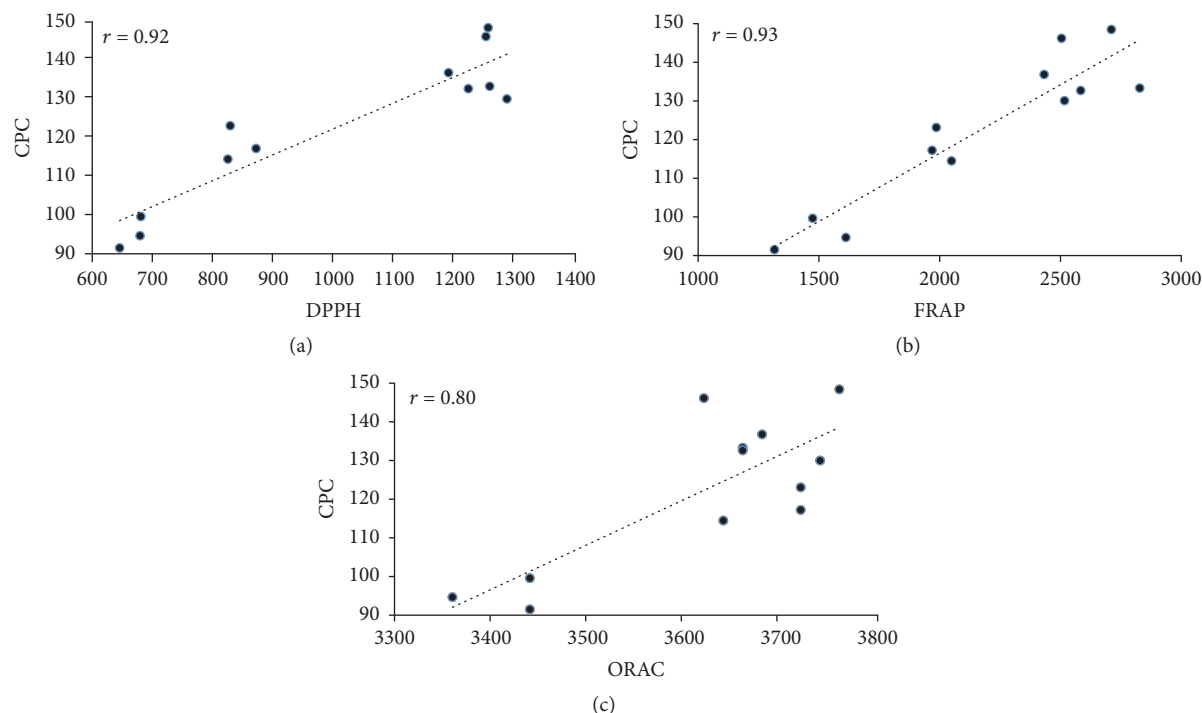 150
140
130
120
110
100
90
CPC
r = 0.92
600 700 800 900 1000 1100 1200 1300 1400
DPPH
(a)
150
140
130
120
110
100
90
CPC
r = 0.93
1000 1500 2000 2500 3000
FRAP
(b)
150
140
130
120
110
100
90
CPC
r = 0.80
3300 3400 3500 3600 3700 3800
ORAC
(c)